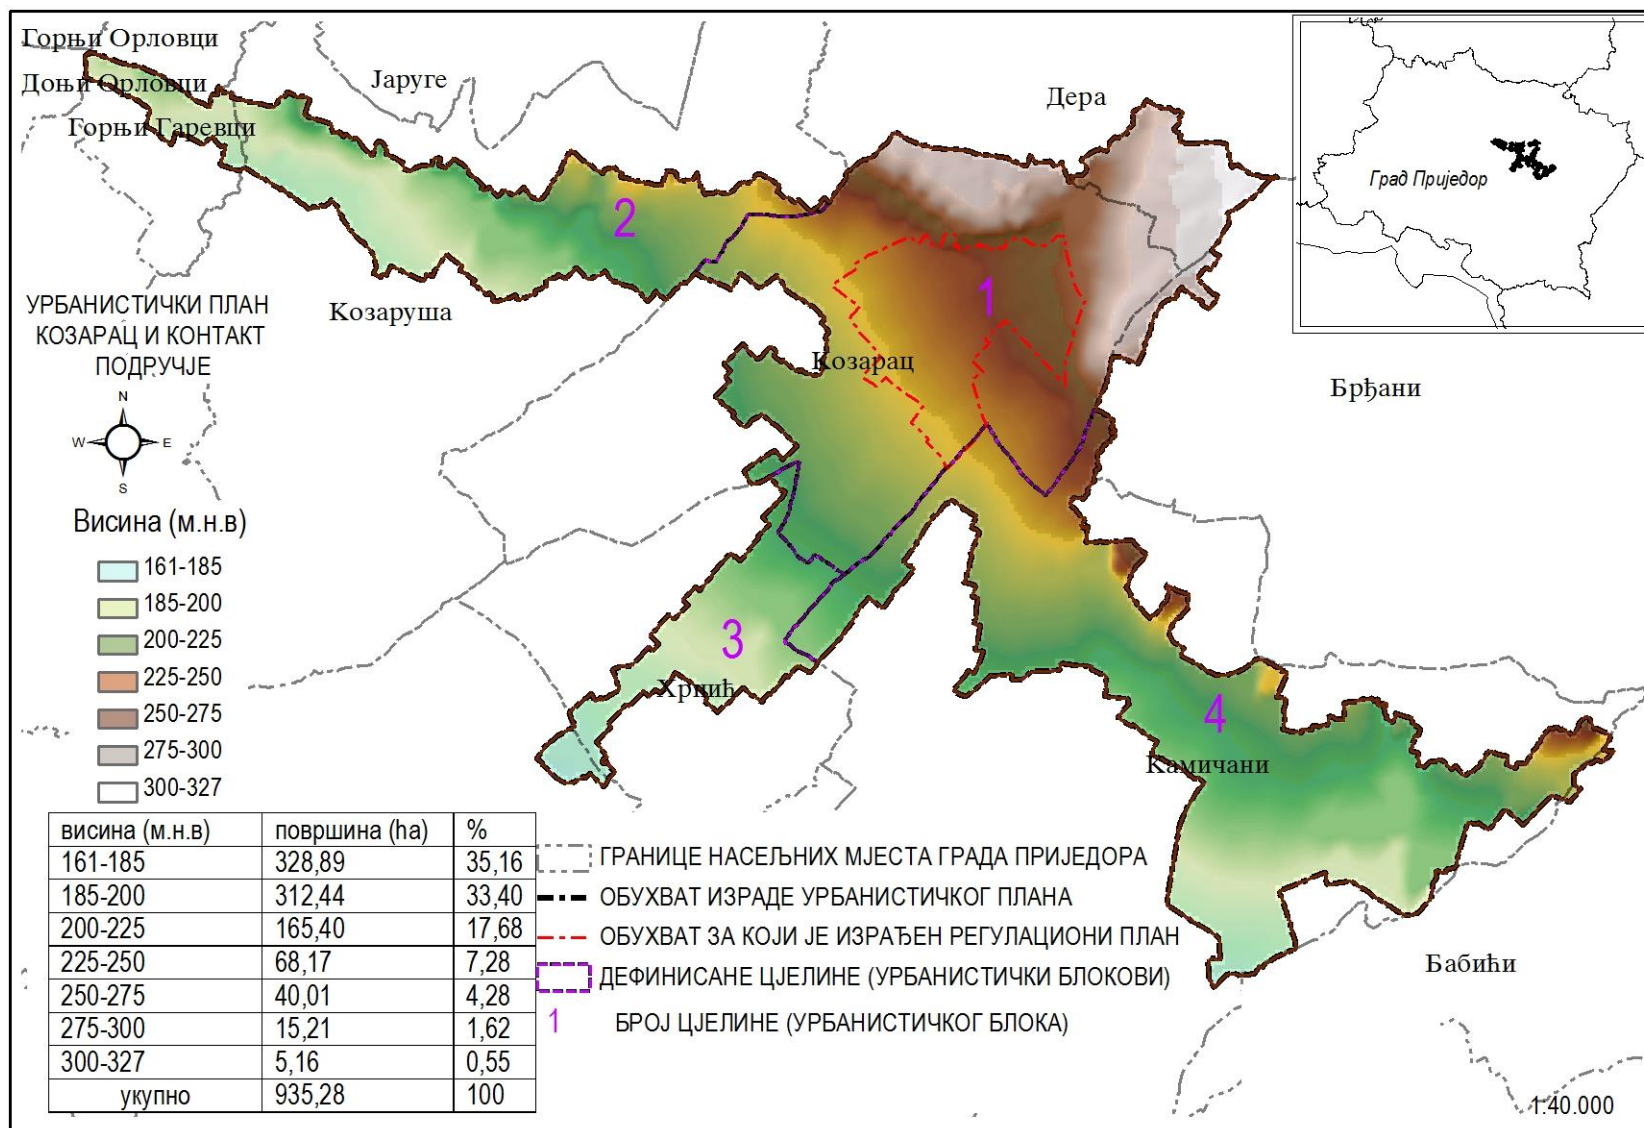 Горњи Орловци
Доњи Орловци
Горњи Гаревци
Јаруге
Дера
Град Приједор
2
1
Козаруша
Козарац
Брђани
УРБАНИСТИЧКИ ПЛАН
КОЗАРАЦ И КОНТАКТ
ПОДРУЧЈЕ
N
W E
S
Висина (м.н.в)
161-185
185-200
200-225
225-250
250-275
275-300
300-327
3
Хрнић
4
Камичани
Бабићи
висина (м.н.в) површина (ha) %
161-185 328,89 35,16
185-200 312,44 33,40
200-225 165,40 17,68
225-250 68,17 7,28
250-275 40,01 4,28
275-300 15,21 1,62
300-327 5,16 0,55
укупно 935,28 100
ГРАНИЦЕ НАСЕЉНИХ МЈЕСТА ГРАДА ПРИЈЕДОРА
ОБУХВАТ ИЗРАДЕ УРБАНИСТИЧКОГ ПЛАНА
ОБУХВАТ ЗА КОЈИ ЈЕ ИЗРАЂЕН РЕГУЛАЦИОНИ ПЛАН
ДЕФИНИСАНЕ ЦЈЕЛИНЕ (УРБАНИСТИЧКИ БЛОКОВИ)
1 БРОЈ ЦЈЕЛИНЕ (УРБАНИСТИЧКОГ БЛОКА)
1:40.000